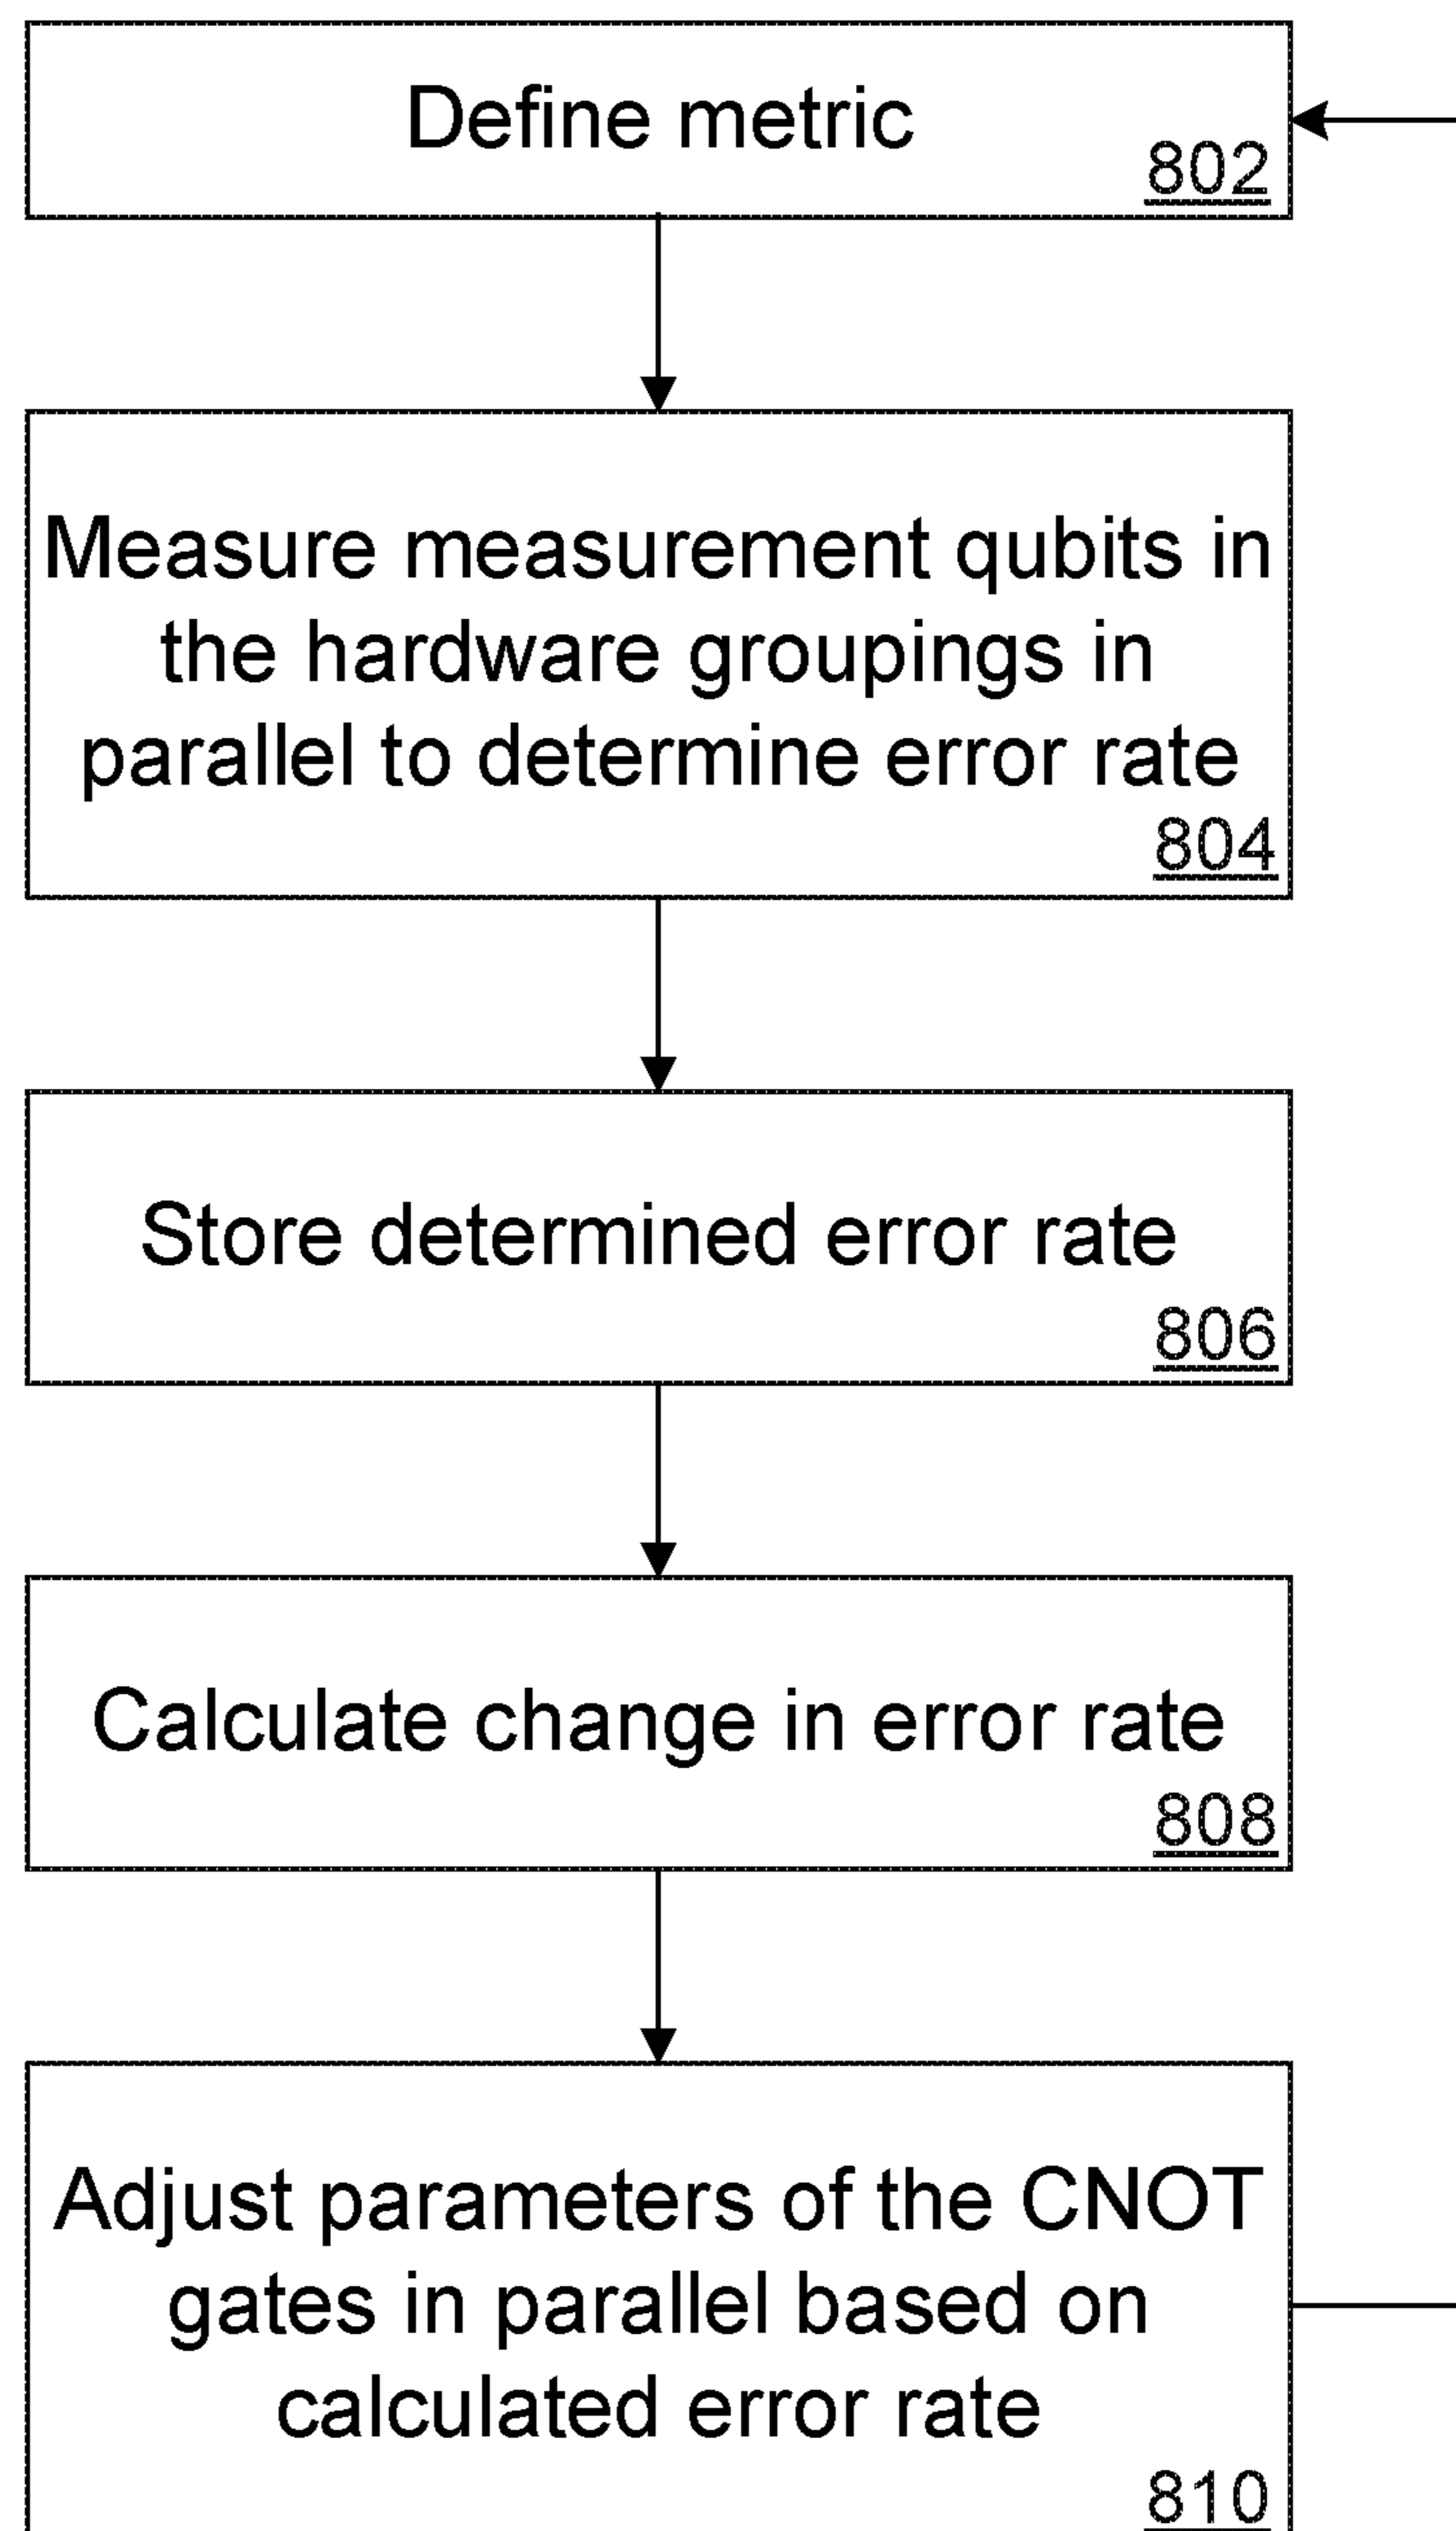 Define metric
802
Measure measurement qubits in
the hardware groupings in
parallel to determine error rate
804
Store determined error rate
806
Calculate change in error rate
808
Adjust parameters of the CNOT
gates in parallel based on
calculated error rate
810